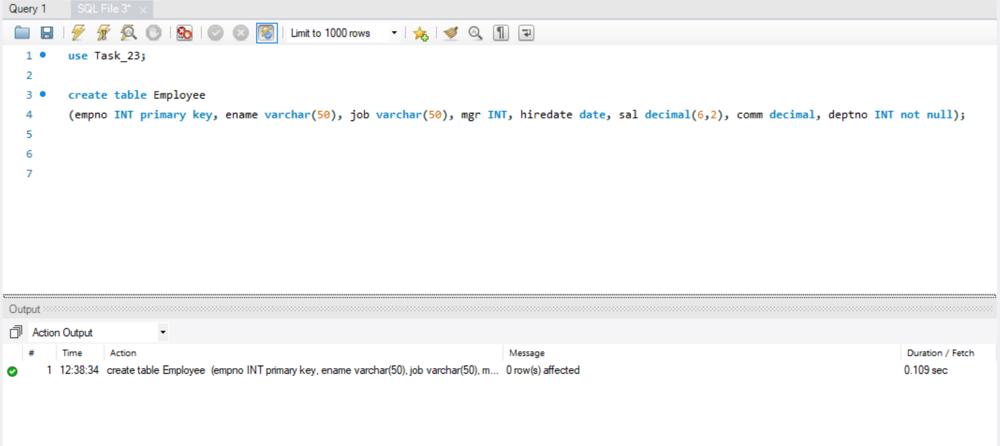 Query 1 SQL File 3* ×
Limit to 1000 rows
1 use Task_23;
2
3 create table Employee
4 (empno INT primary key, ename varchar(50), job varchar(50), mgr INT, hiredate date, sal decimal(6,2), comm decimal, deptno INT not null);
5
6
7
Output
Action Output
# Time Action Message Duration / Fetch
1 12:38:34 create table Employee (empno INT primary key, ename varchar(50), job varchar(50), m... 0 row(s) affected 0.109 sec